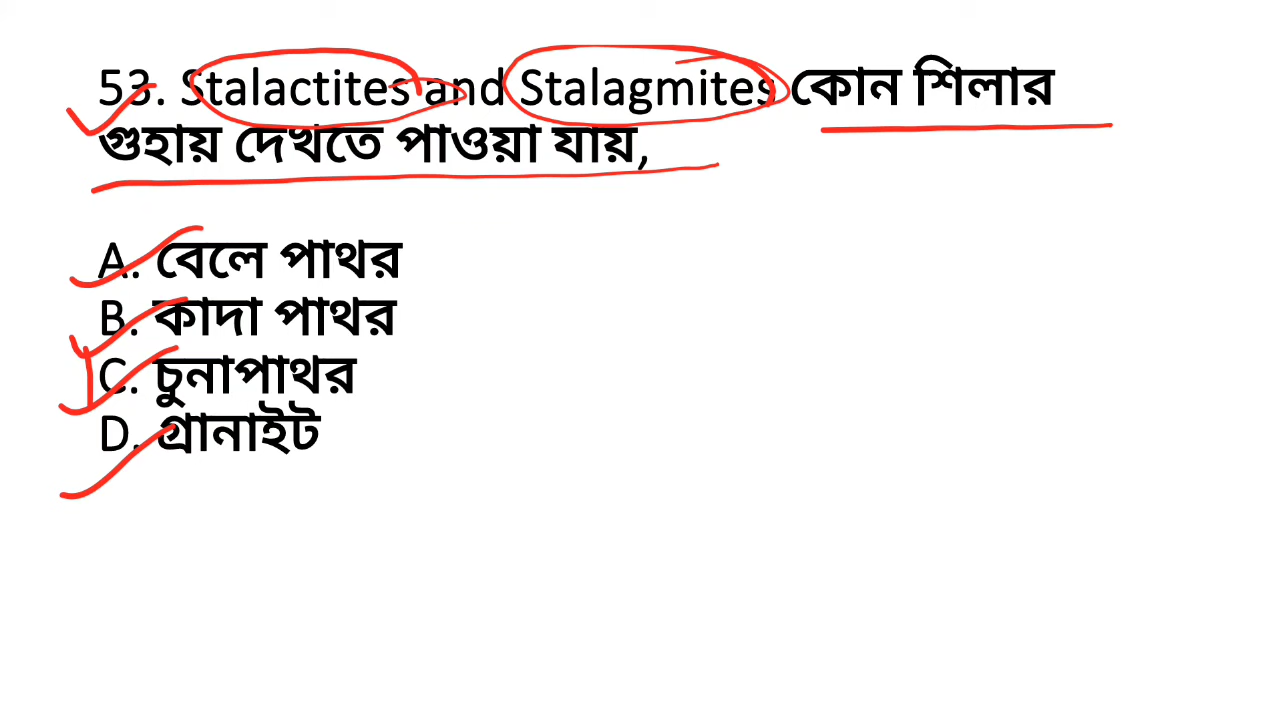 53. Stalactites and Stalagmites কোন শিলার
গুহায় দেখতে পাওয়া যায়,
A. বেলে পাথর
B. কাদা পাথর
C. চুনাপাথর
D. গ্রানাইট